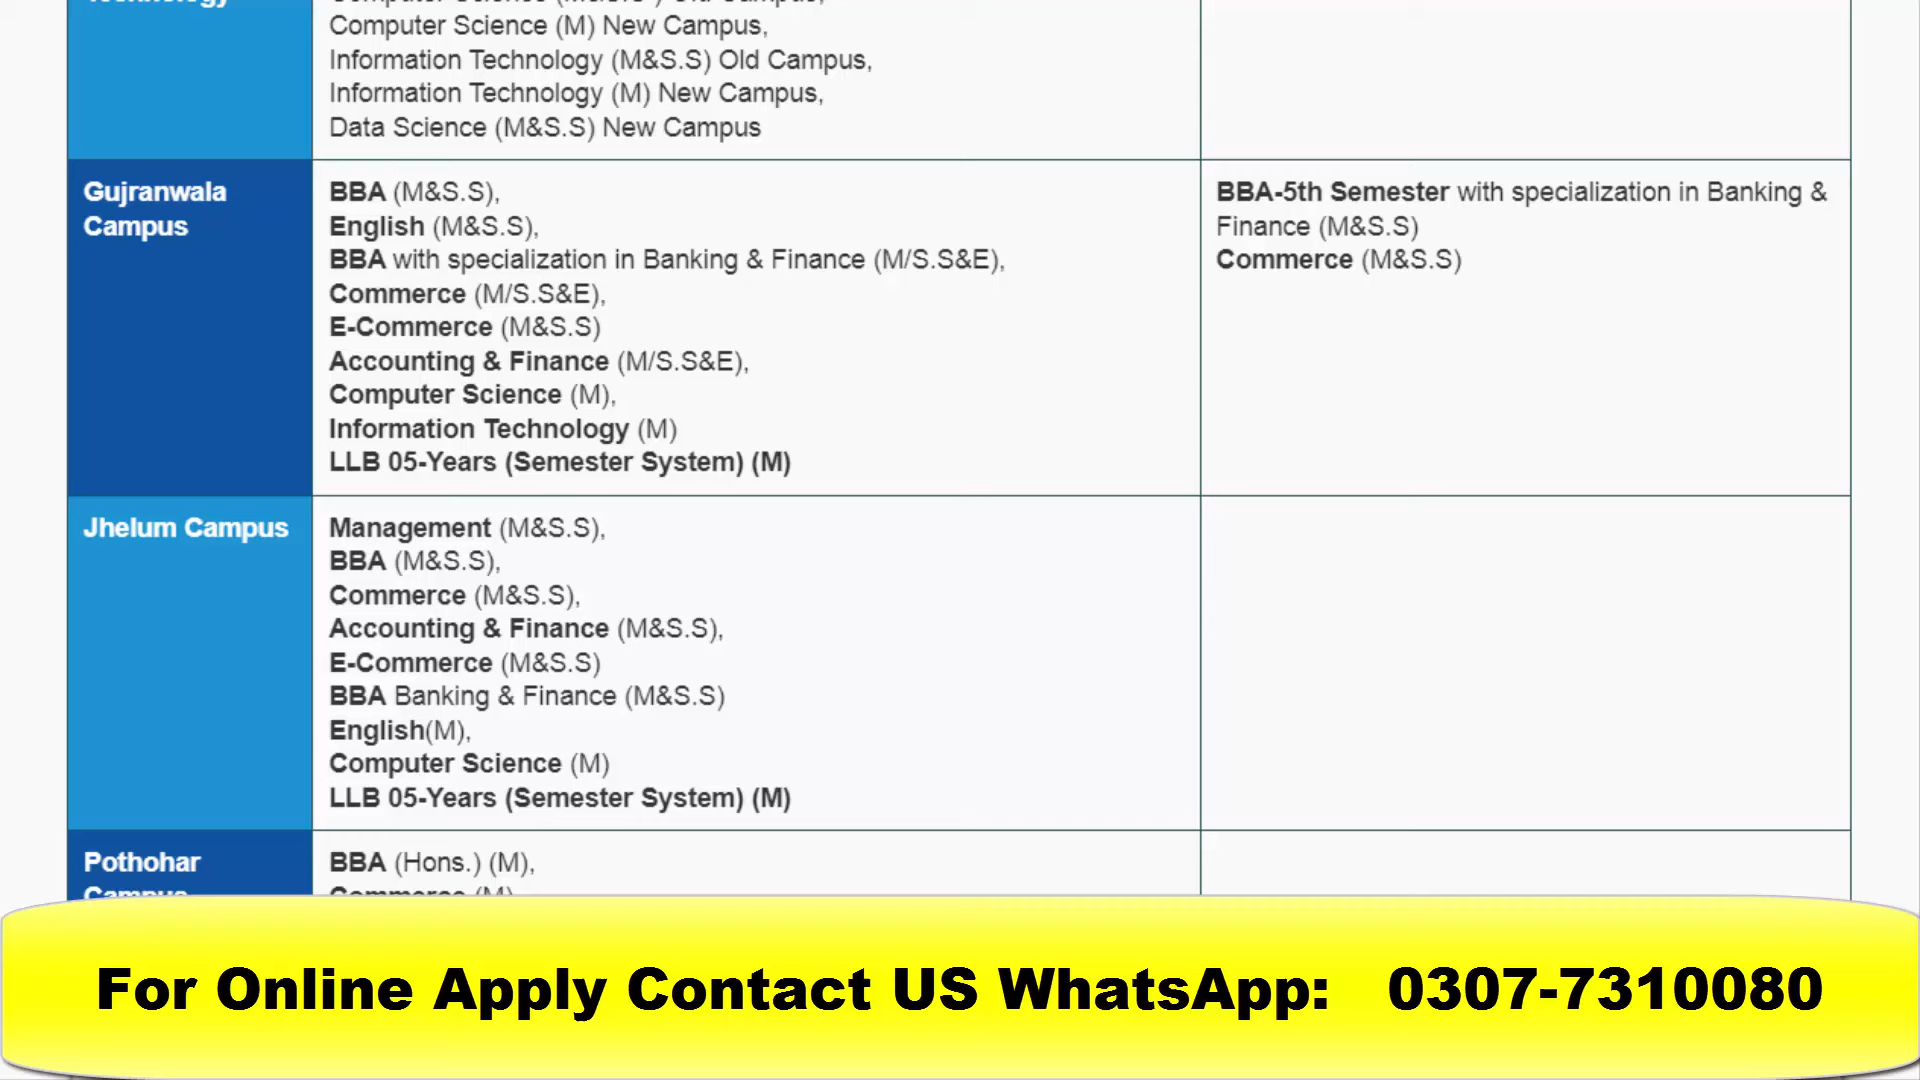 Computer Science (M) New Campus,
Information Technology (M&S.S) Old Campus,
Information Technology (M) New Campus,
Data Science (M&S.S) New Campus
Gujranwala
Campus
BBA (M&S.S),
English (M&S.S),
BBA with specialization in Banking & Finance (M/S.S&E),
Commerce (M/S.S&E),
E-Commerce (M&S.S)
Accounting & Finance (M/S.S&E),
Computer Science (M),
Information Technology (M)
LLB 05-Years (Semester System) (M)
BBA-5th Semester with specialization in Banking &
Finance (M&S.S)
Commerce (M&S.S)
Jhelum Campus
Management (M&S.S),
BBA (M&S.S),
Commerce (M&S.S),
Accounting & Finance (M&S.S),
E-Commerce (M&S.S)
BBA Banking & Finance (M&S.S)
English(M),
Computer Science (M)
LLB 05-Years (Semester System) (M)
Pothohar
Campus
BBA (Hons.) (M),
Commerce (M)
For Online Apply Contact US WhatsApp: 0307-7310080